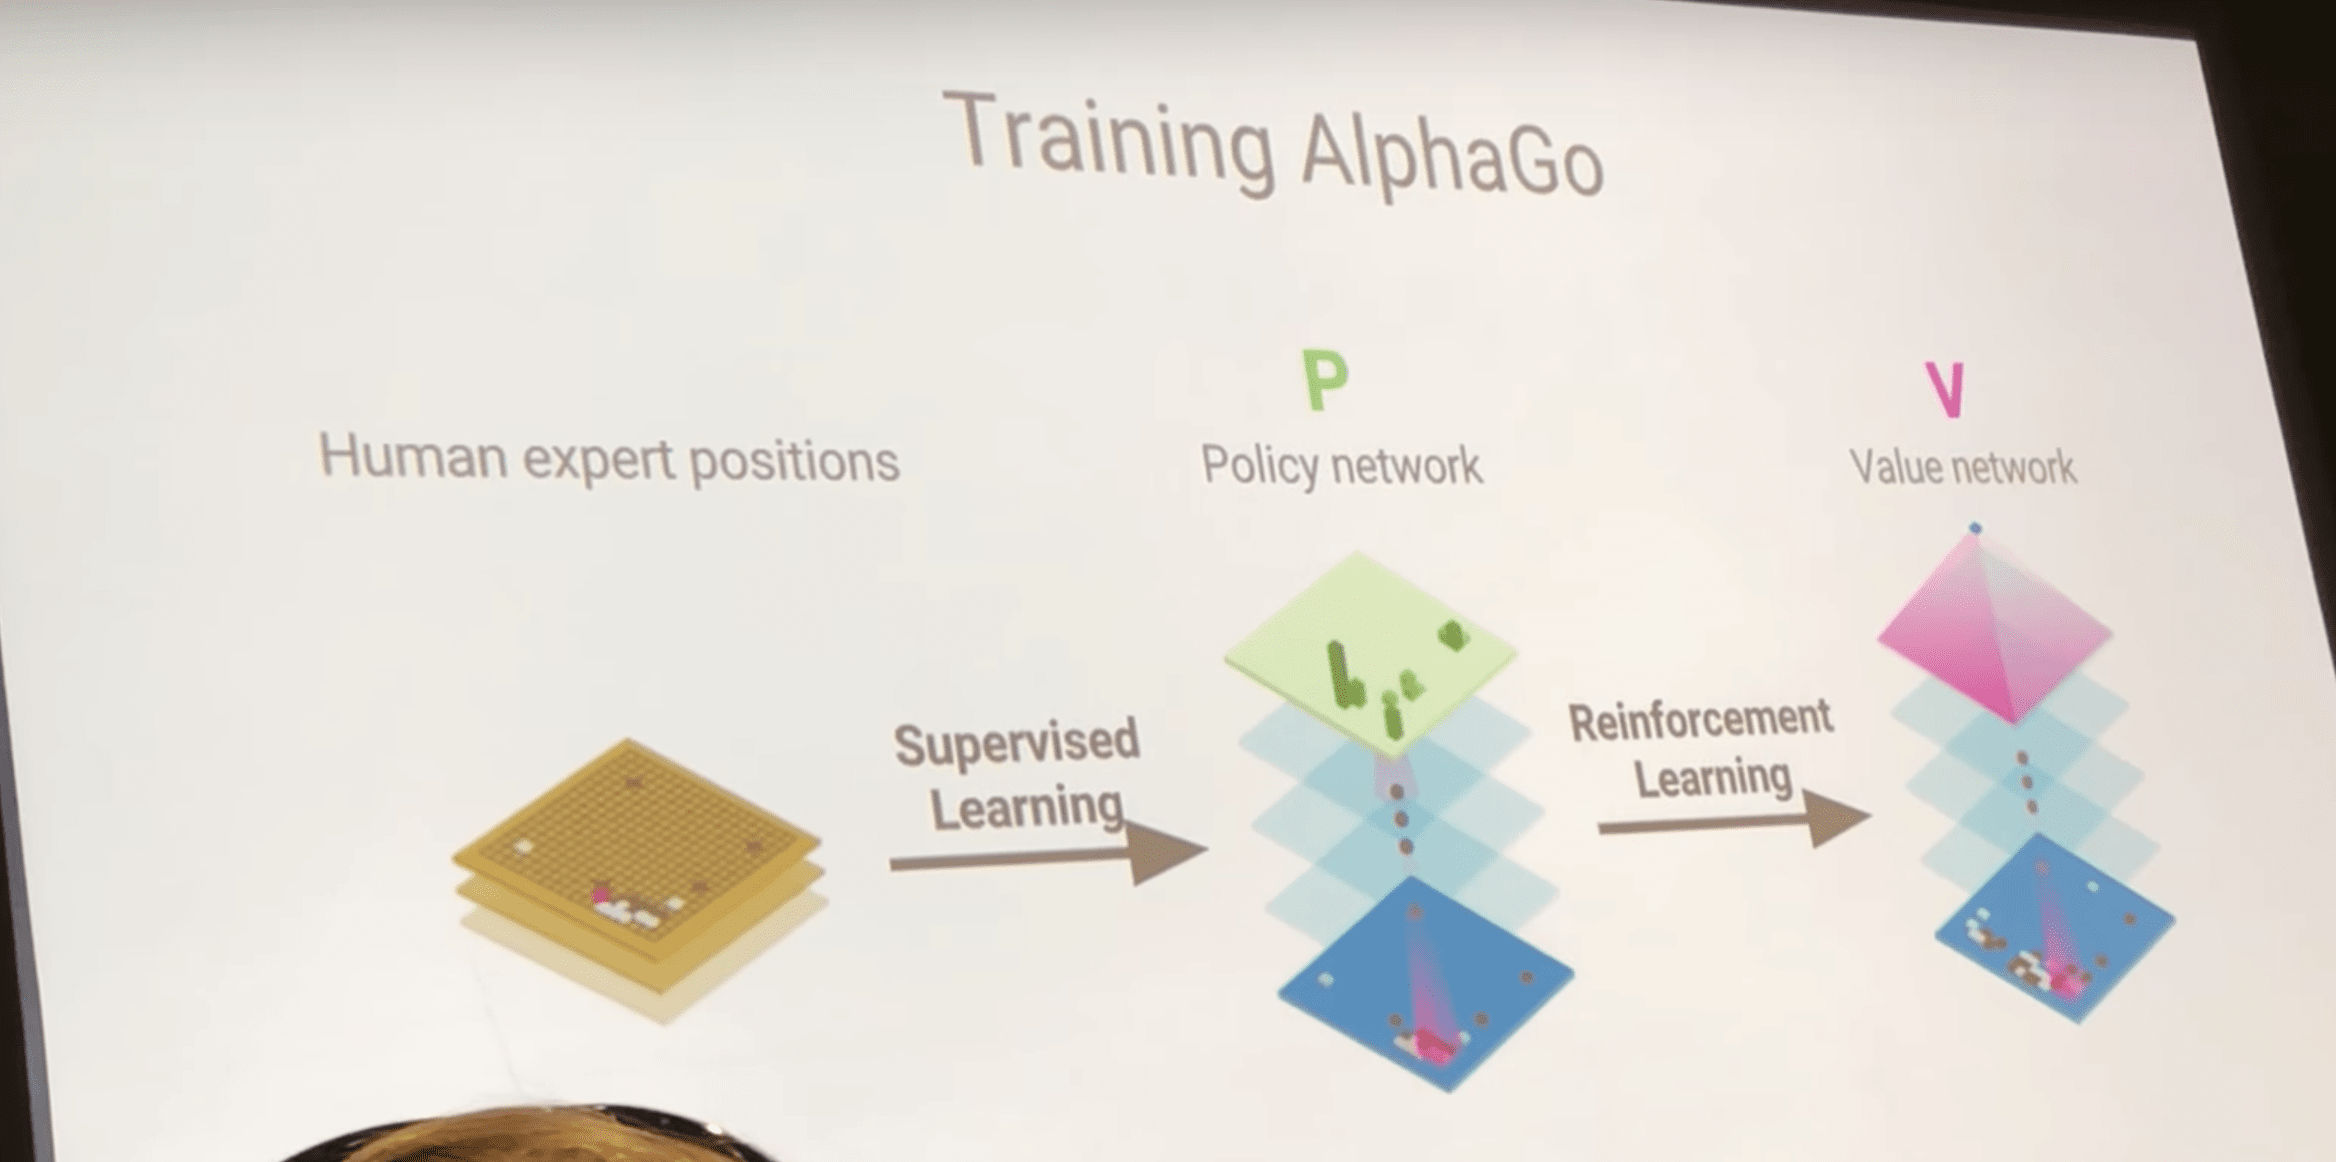 Training AlphaGo
P
V
Human expert positions
Policy network
Value network
Supervised
Learning
Reinforcement
Learning